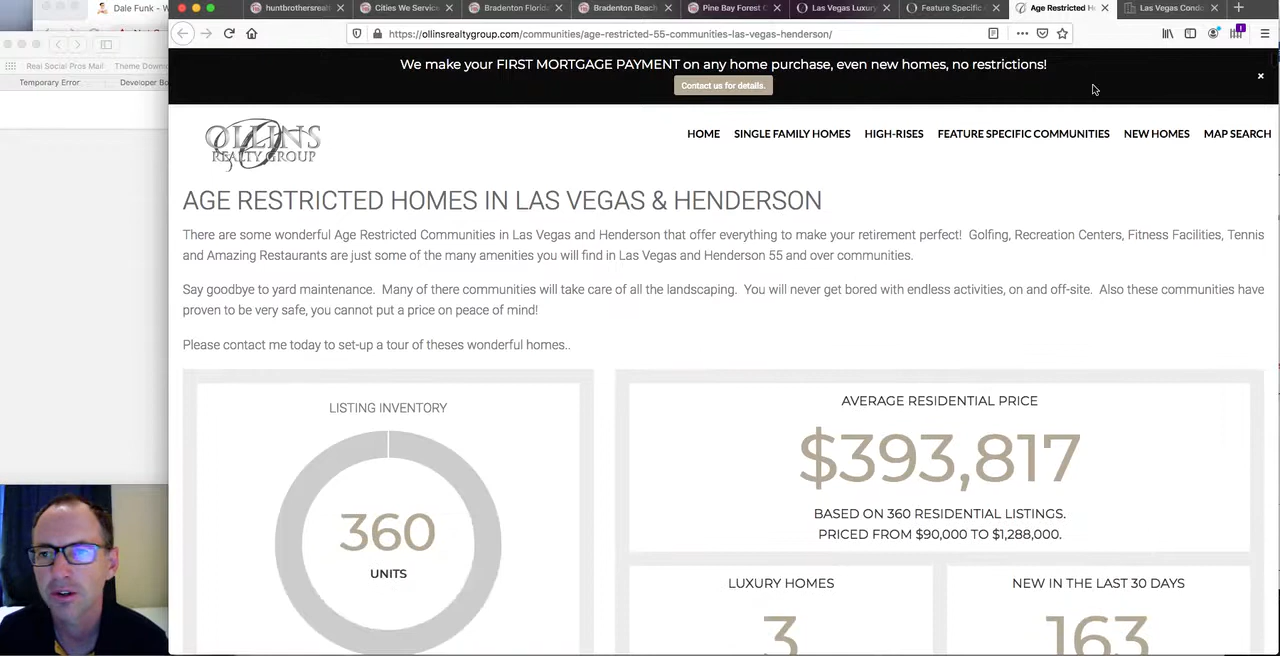 Dale Funk - W
huntbrothersrealt
Cities We Service
Bradenton Florid
Bradenton Beach
Pine Bay Forest C
Las Vegas Luxury
Feature Specific
Age Restricted H
Las Vegas Cond
https://ollinsrealtygroup.com/communities/age-restricted-55-communities-las-vegas-henderson/
Real Social Pros Mail
Theme Down
Temporary Error
Developer Bo
We make your FIRST MORTGAGE PAYMENT on any home purchase, even new homes, no restrictions!
Contact us for details.
OLLINS
REALTY GROUP
HOME
SINGLE FAMILY HOMES
HIGH-RISES
FEATURE SPECIFIC COMMUNITIES
NEW HOMES
MAP SEARCH
AGE RESTRICTED HOMES IN LAS VEGAS & HENDERSON
There are some wonderful Age Restricted Communities in Las Vegas and Henderson that offer everything to make your retirement perfect! Golfing, Recreation Centers, Fitness Facilities, Tennis
and Amazing Restaurants are just some of the many amenities you will find in Las Vegas and Henderson 55 and over communities.
Say goodbye to yard maintenance. Many of there communities will take care of all the landscaping. You will never get bored with endless activities, on and off-site. Also these communities have
proven to be very safe, you cannot put a price on peace of mind!
Please contact me today to set-up a tour of theses wonderful homes..
LISTING INVENTORY
360
UNITS
AVERAGE RESIDENTIAL PRICE
$393,817
BASED ON 360 RESIDENTIAL LISTINGS.
PRICED FROM $90,000 TO $1,288,000.
LUXURY HOMES
3
NEW IN THE LAST 30 DAYS
163